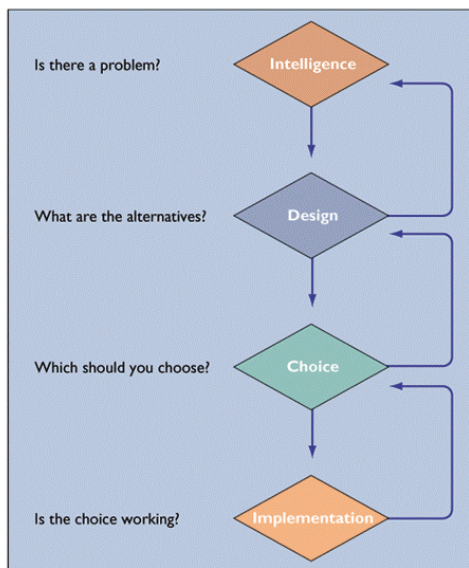 Is there a problem?
Intelligence
What are the alternatives?
Design
Which should you choose?
Choice
Is the choice working?
Implementation